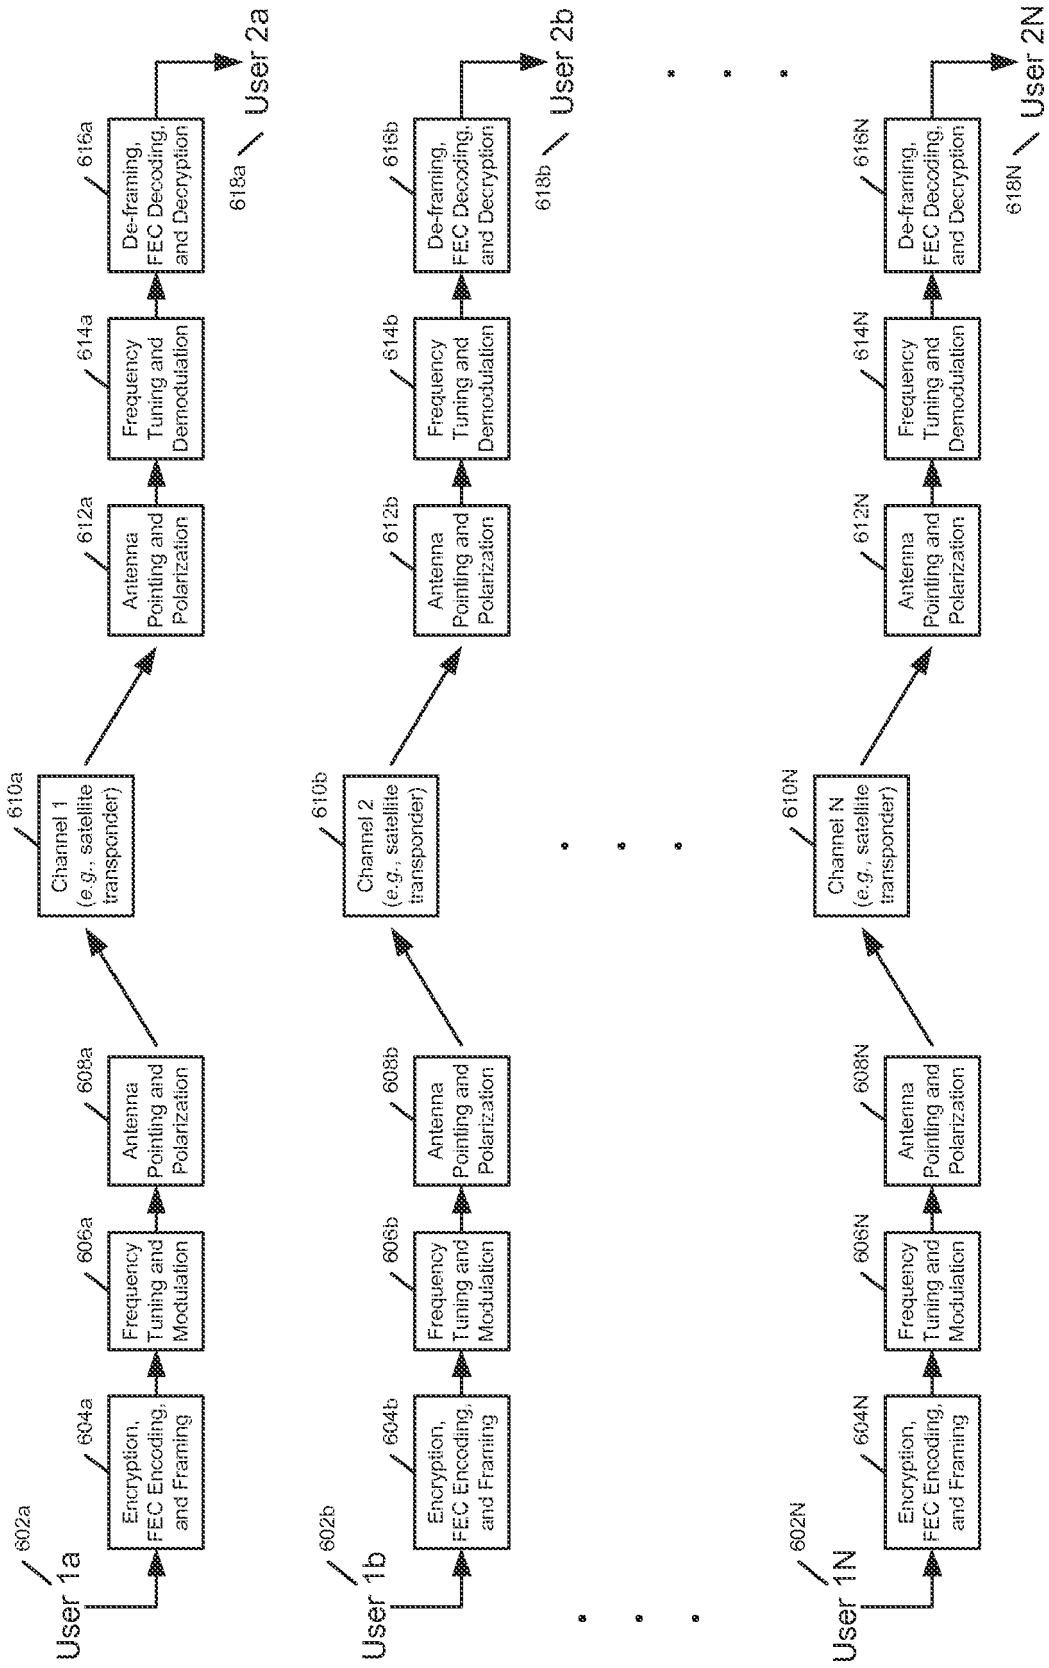 602a
User 1a
604a
Encryption,
FEC Encoding,
and Framing
606a
Frequency
Tuning and
Modulation
608a
Antenna
Pointing and
Polarization
610a
Channel 1
(e.g., satellite
transponder)
612a
Antenna
Pointing and
Polarization
614a
Frequency
Tuning and
Demodulation
616a
De-framing,
FEC Decoding,
and Decryption
618a
User 2a
602b
User 1b
604b
Encryption,
FEC Encoding,
and Framing
606b
Frequency
Tuning and
Modulation
608b
Antenna
Pointing and
Polarization
610b
Channel 2
(e.g., satellite
transponder)
612b
Antenna
Pointing and
Polarization
614b
Frequency
Tuning and
Demodulation
616b
De-framing,
FEC Decoding,
and Decryption
618b
User 2b
602N
User 1N
604N
Encryption,
FEC Encoding,
and Framing
606N
Frequency
Tuning and
Modulation
608N
Antenna
Pointing and
Polarization
610N
Channel N
(e.g., satellite
transponder)
612N
Antenna
Pointing and
Polarization
614N
Frequency
Tuning and
Demodulation
616N
De-framing,
FEC Decoding,
and Decryption
618N
User 2N